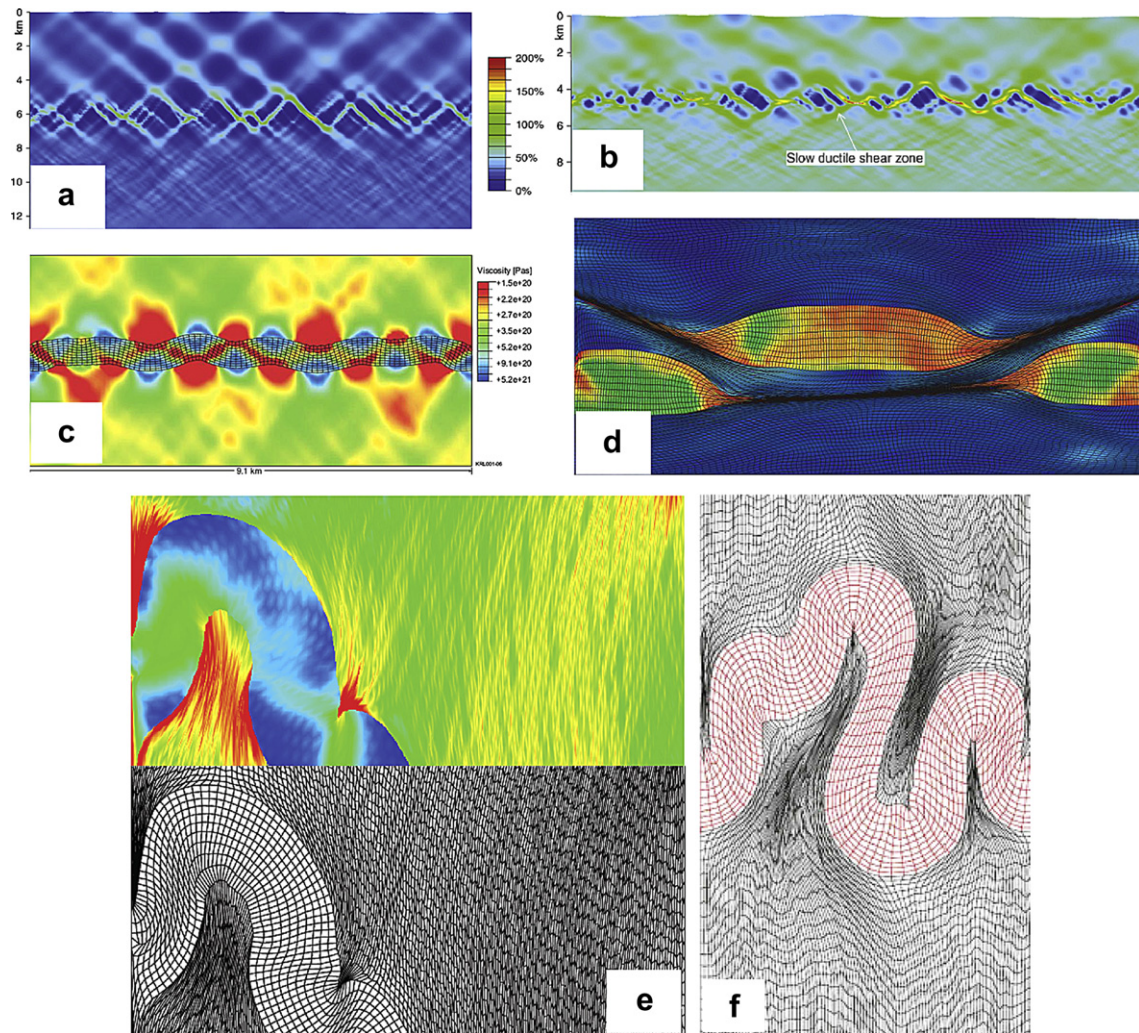 km
0
2
4
6
8
10
12
a
200%
150%
100%
50%
0%
km
0
2
4
6
8
b
Slow ductile shear zone
c
9.1 km
Viscosity [Pas]
+1.5e+20
+2.2e+20
+2.7e+20
+3.5e+20
+5.2e+20
+9.1e+20
+5.2e+21
d
e
f